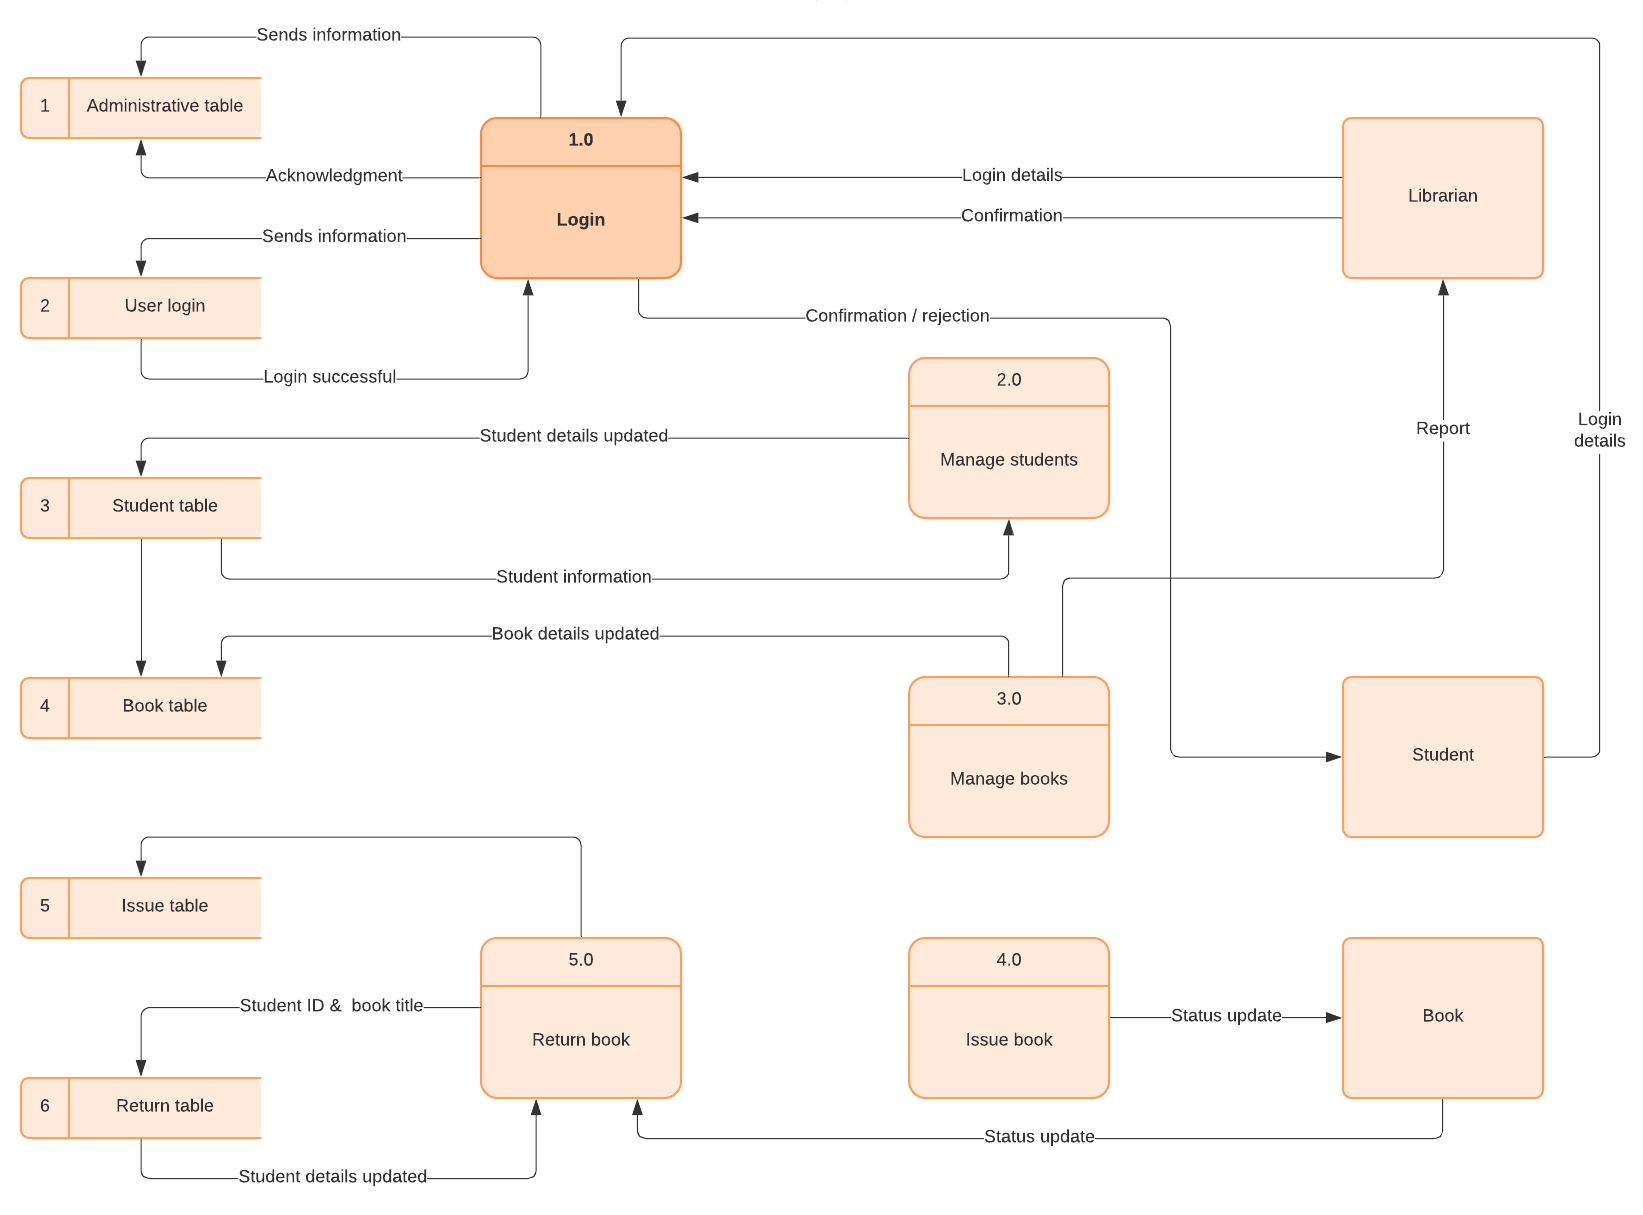 Sends information
1
Administrative table
1.0
Login
Acknowledgment
Login details
Librarian
Confirmation
Sends information
2
User login
Confirmation / rejection
Login successful
2.0
Manage students
Student details updated
Report
Login
details
3
Student table
Student information
Book details updated
4
Book table
3.0
Manage books
Student
5
Issue table
5.0
Return book
4.0
Issue book
Status update
Book
Student ID &  book title
6
Return table
Status update
Student details updated